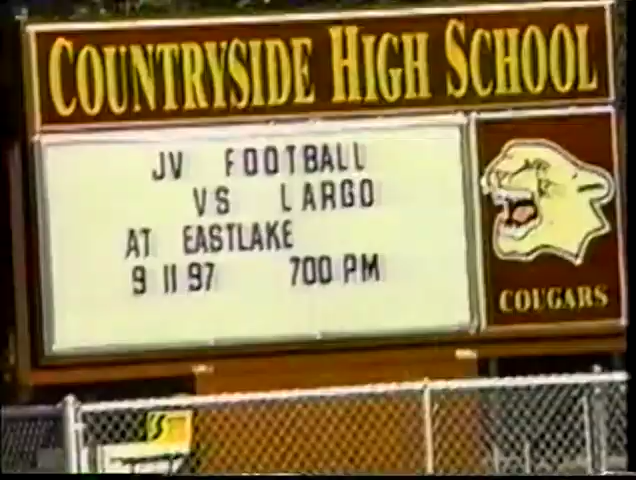 COUNTRYSIDE HIGH SCHOOL
JV FOOTBALL
VS LARGO
AT EASTLAKE
9 11 97 700 PM
COUGARS